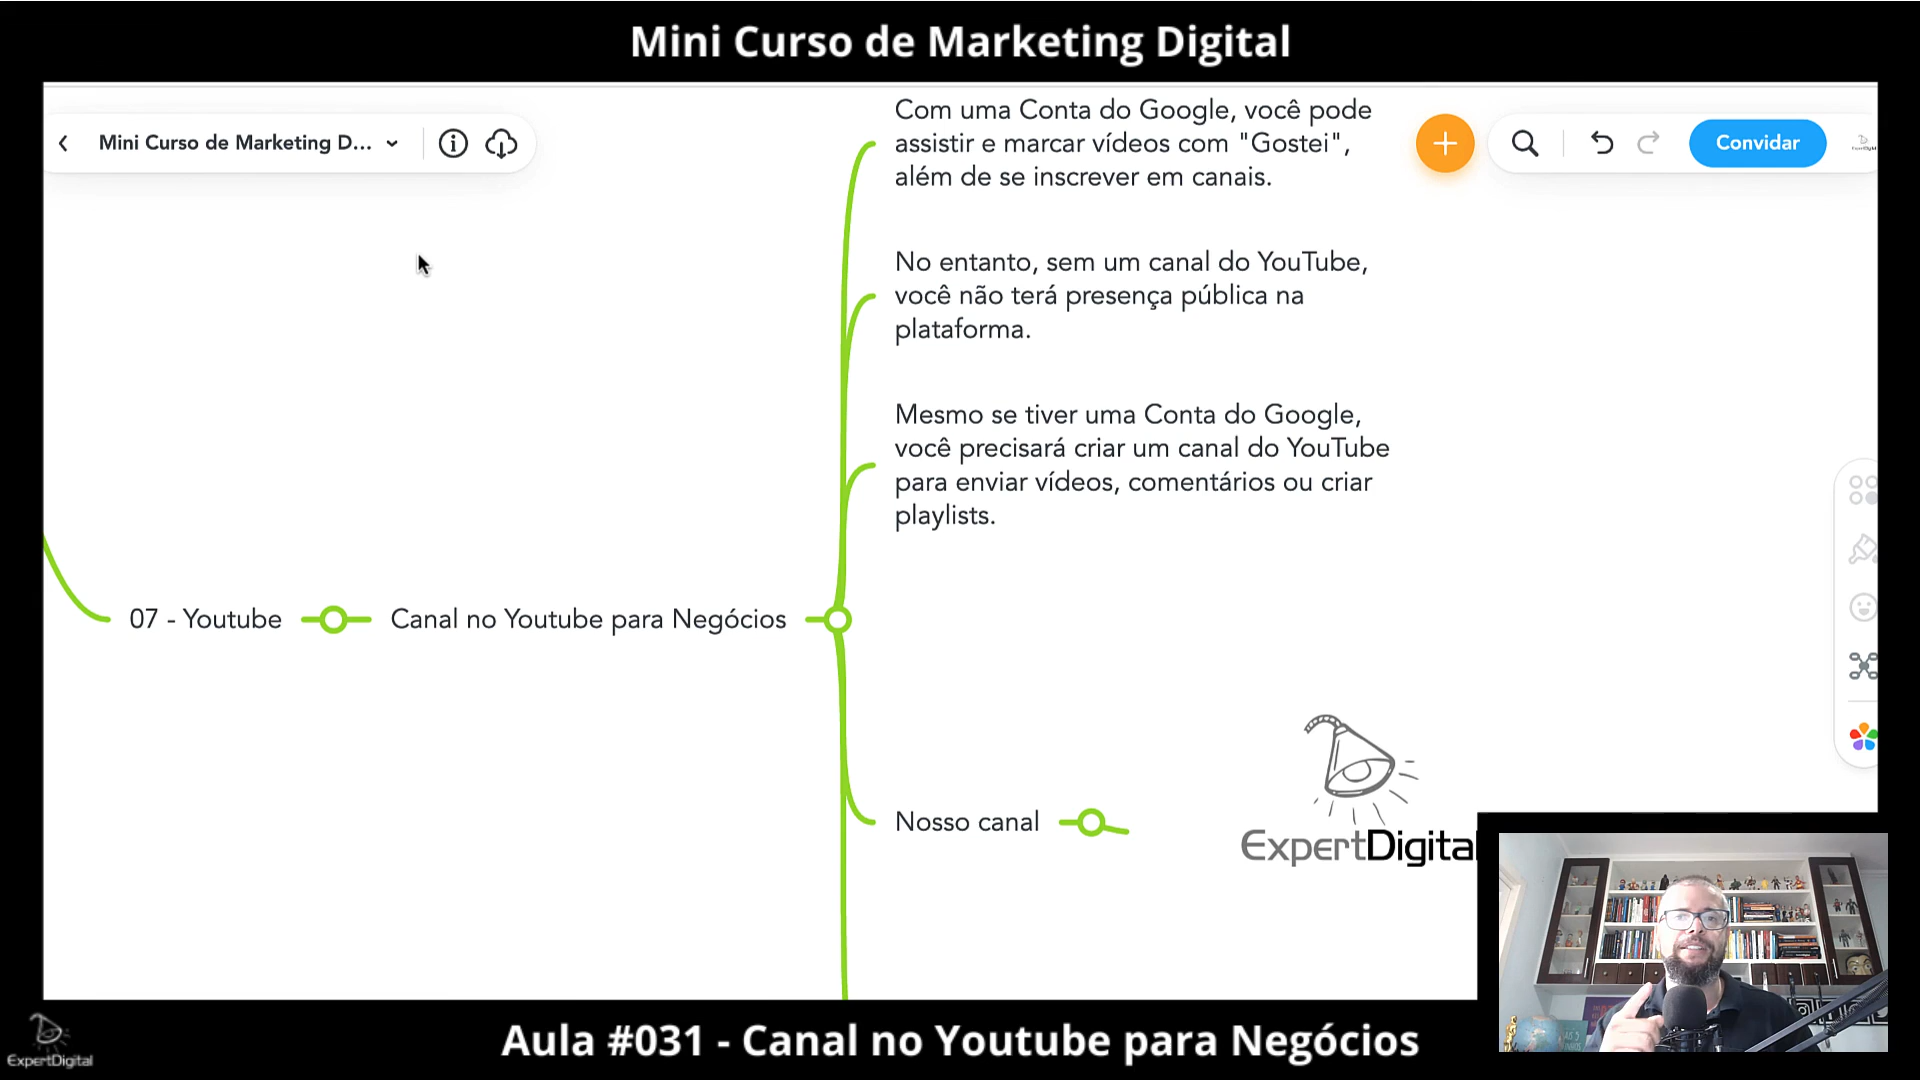 Mini Curso de Marketing Digital
Mini Curso de Marketing D...
Convidar
Com uma Conta do Google, você pode
assistir e marcar vídeos com "Gostei",
além de se inscrever em canais.
No entanto, sem um canal do YouTube,
você não terá presença pública na
plataforma.
Mesmo se tiver uma Conta do Google,
você precisará criar um canal do YouTube
para enviar vídeos, comentários ou criar
playlists.
07 - Youtube
Canal no Youtube para Negócios
Nosso canal
ExpertDigital
ExpertDigital
Aula #031 - Canal no Youtube para Negócios